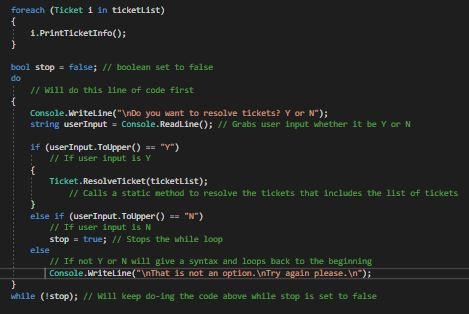 foreach (Ticket i in ticketList)
{
i.PrintTicketInfo();
}
bool stop = false; // boolean set to false
do
// Will do this line of code first
{
Console.WriteLine("\nDo you want to resolve tickets? Y or N");
string userInput = Console.ReadLine(); // Grabs user input whether it be Y or N
if (userInput.ToUpper() == "Y")
// If user input is Y
{
Ticket.ResolveTicket(ticketList);
// Calls a static method to resolve the tickets that includes the list of tickets
}
else if (userInput.ToUpper() == "N")
// If user input is N
stop = true; // Stops the while loop
else
// If not Y or N will give a syntax and loops back to the beginning
Console.WriteLine("\nThat is not an option.\nTry again please.\n");
}
while (!stop); // Will keep do-ing the code above while stop is set to false